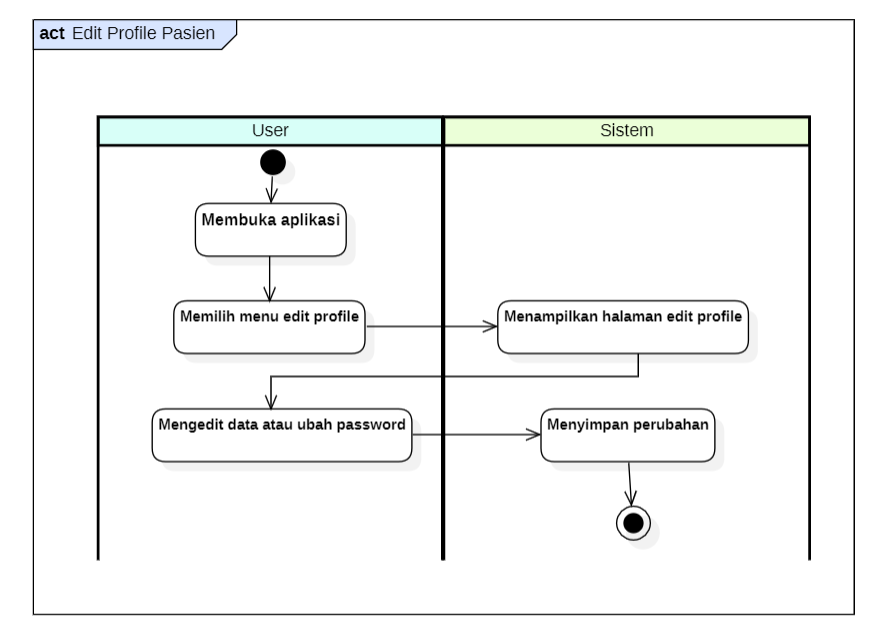 act Edit Profile Pasien
User
Sistem
Membuka aplikasi
Memilih menu edit profile
Menampilkan halaman edit profile
Mengedit data atau ubah password
Menyimpan perubahan